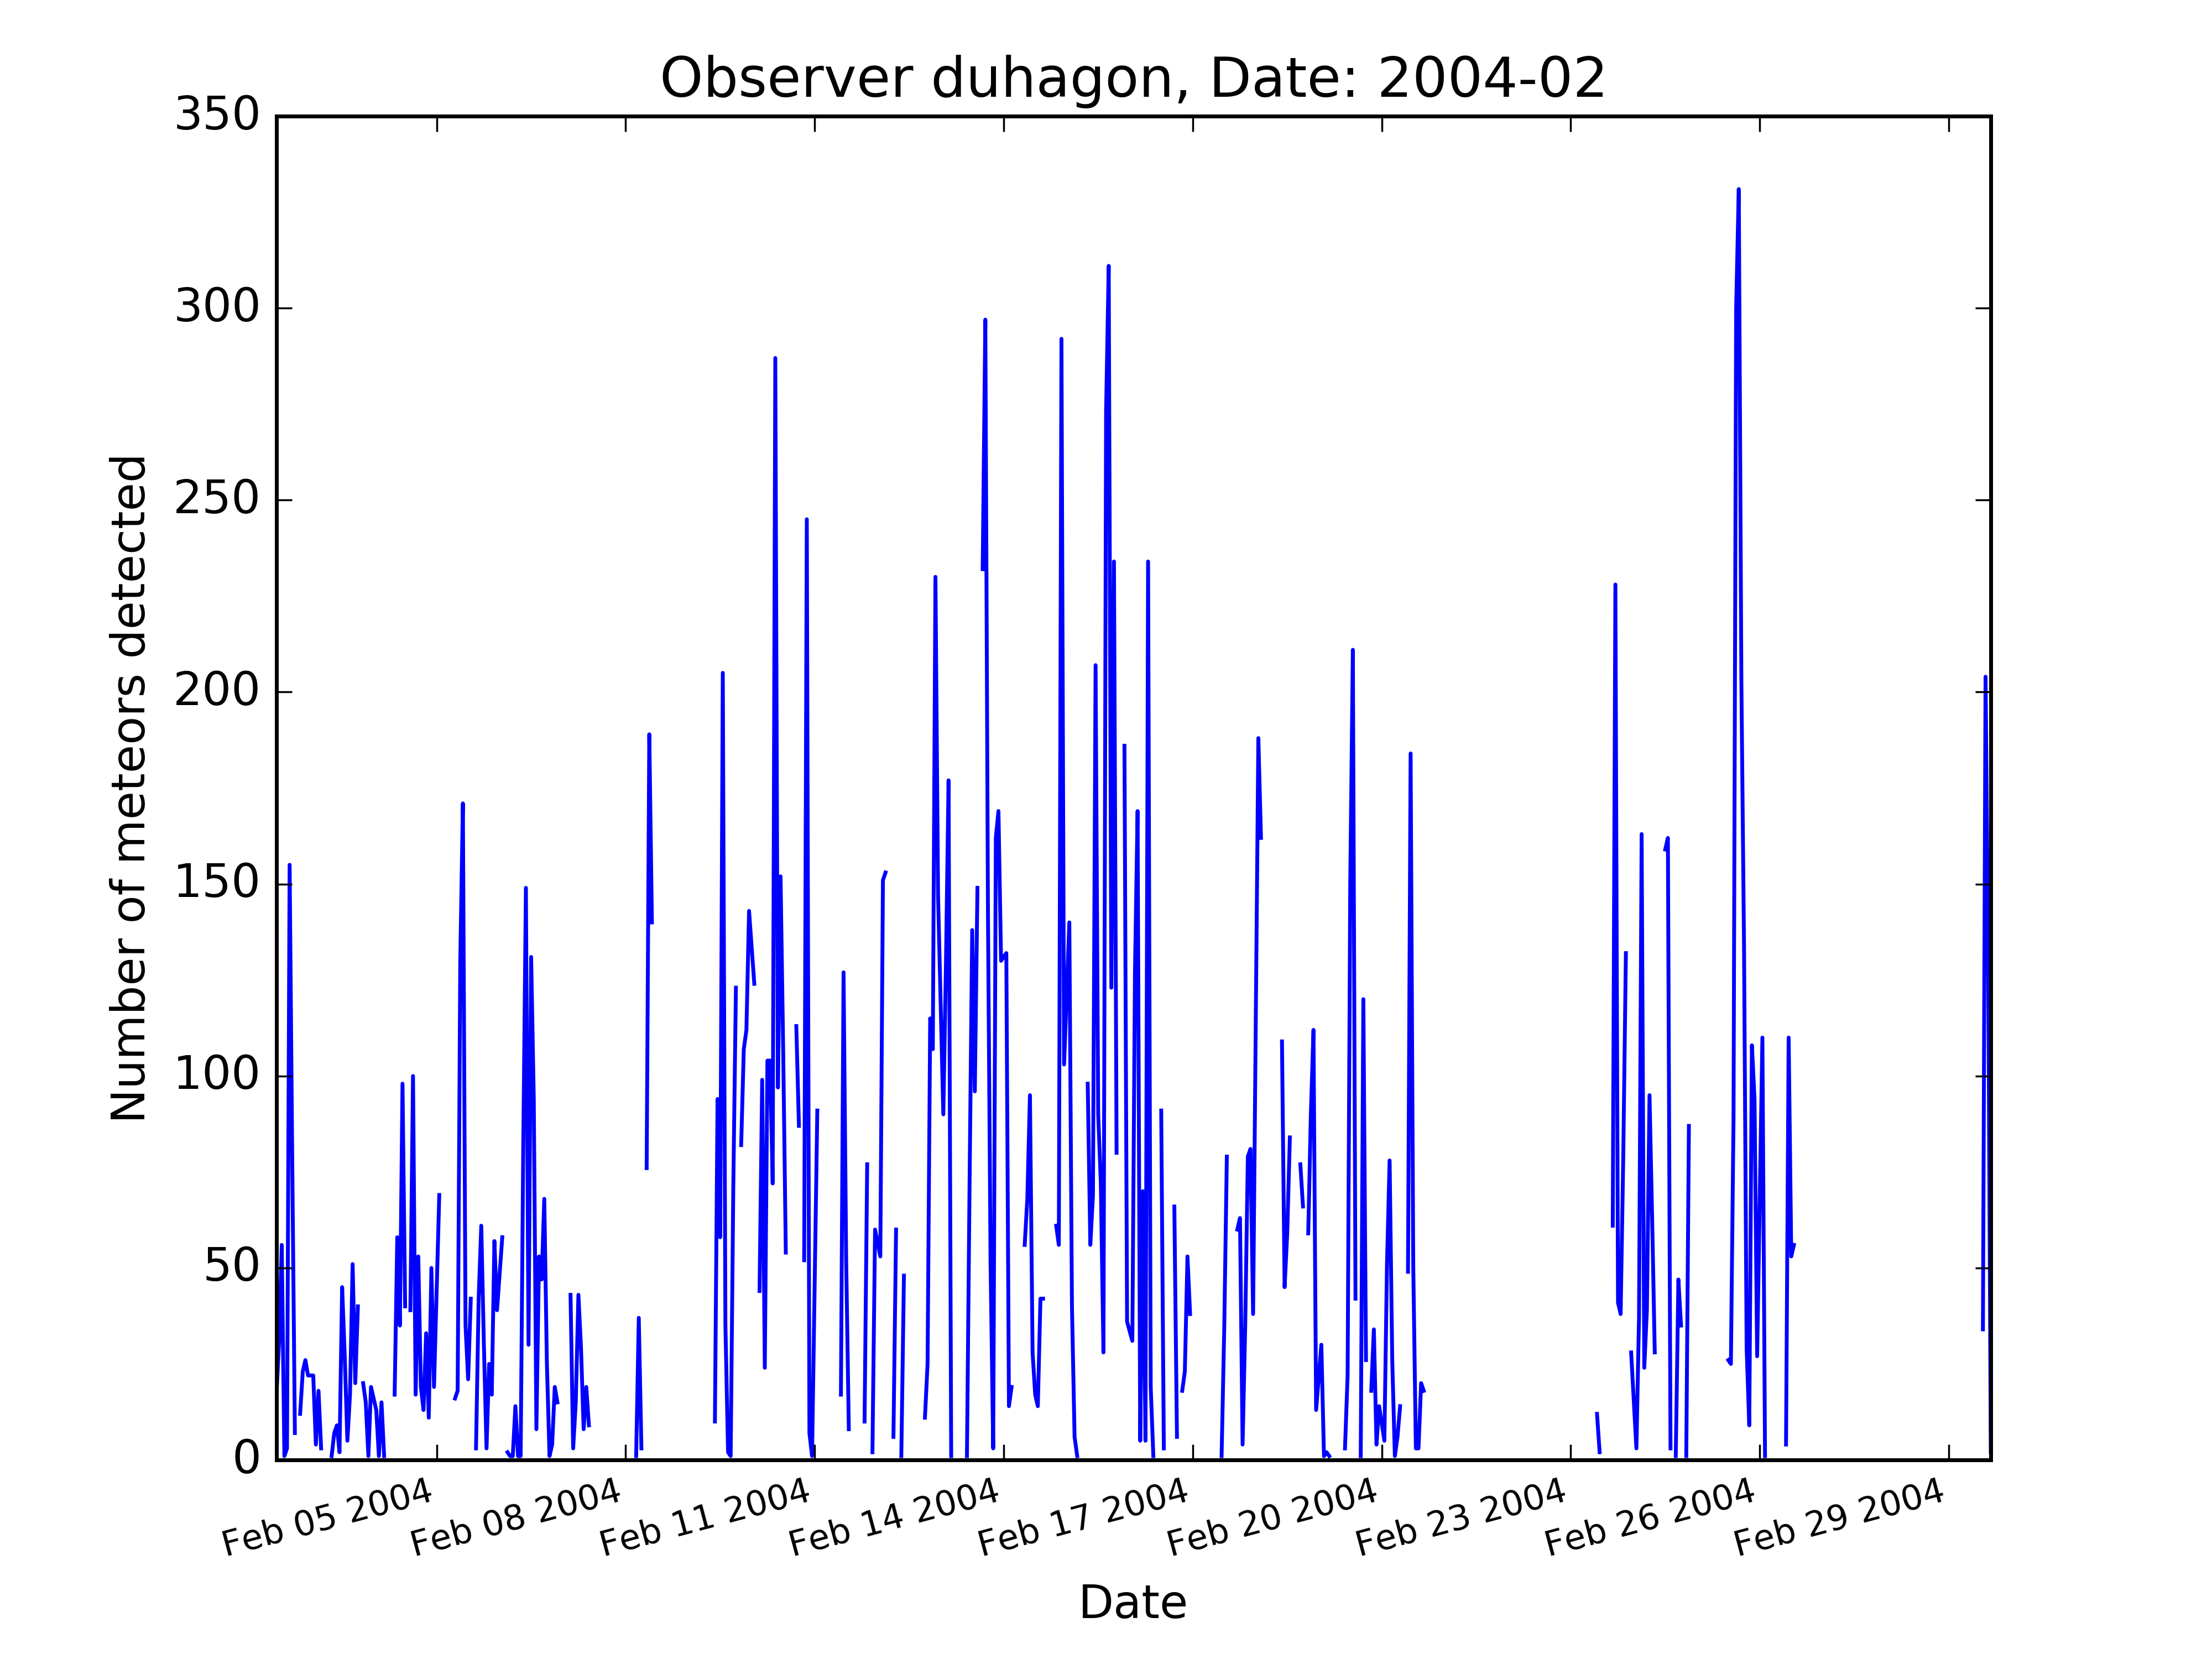 Observer duhagon, Date: 2004-02
350
300
250
200
150
100
50
0
Number of meteors detected
Feb 05 2004
Feb 08 2004
Feb 11 2004
Feb 14 2004
Feb 17 2004
Feb 20 2004
Feb 23 2004
Feb 26 2004
Feb 29 2004
Date